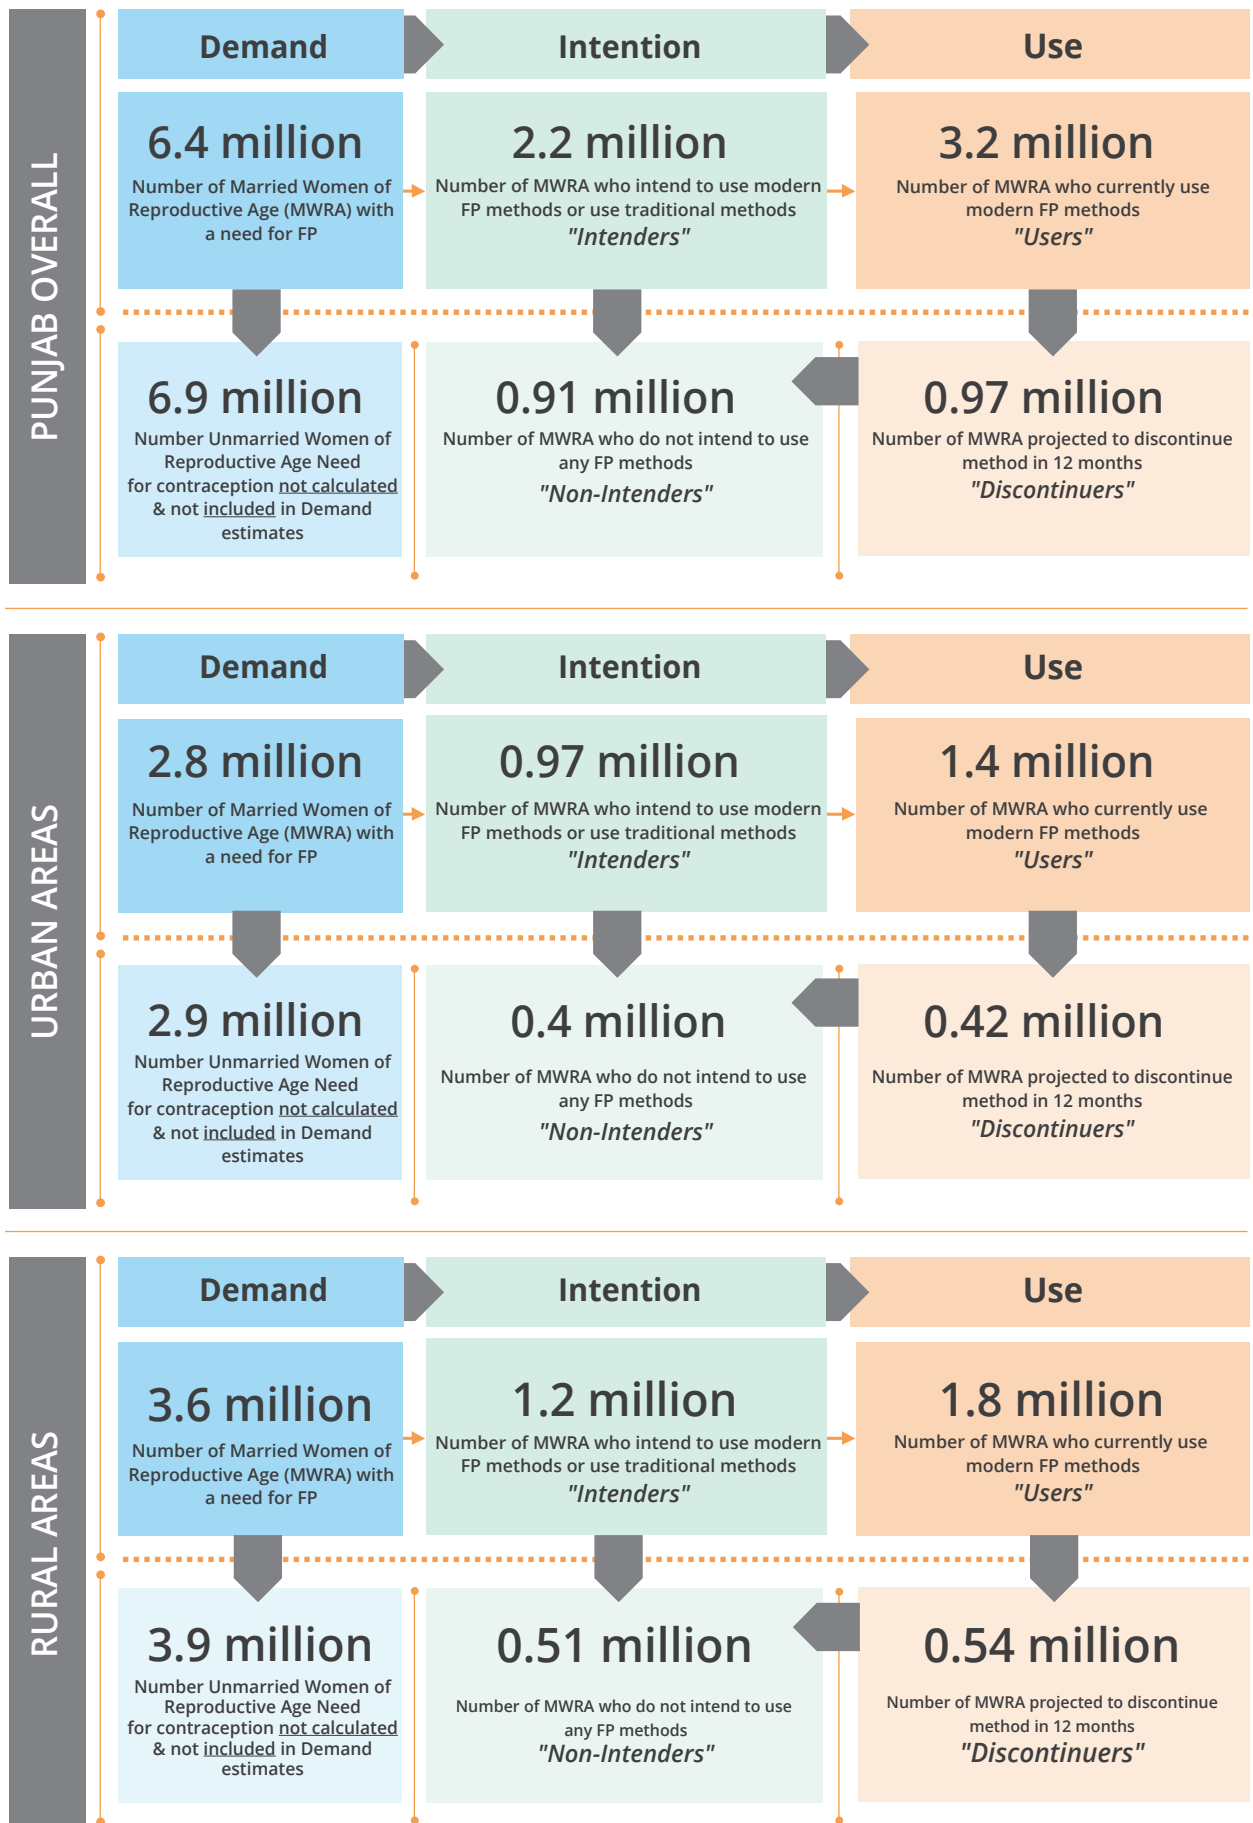 PUNJAB OVERALL
Demand
Intention
Use
6.4 million
Number of Married Women of
Reproductive Age (MWRA) with
a need for FP
2.2 million
Number of MWRA who intend to use modern
FP methods or use traditional methods
"Intenders"
3.2 million
Number of MWRA who currently use
modern FP methods
"Users"
6.9 million
Number Unmarried Women of
Reproductive Age Need
for contraception not calculated
& not included in Demand
estimates
0.91 million
Number of MWRA who do not intend to use
any FP methods
"Non-Intenders"
0.97 million
Number of MWRA projected to discontinue
method in 12 months
"Discontinuers"
URBAN AREAS
Demand
Intention
Use
2.8 million
Number of Married Women of
Reproductive Age (MWRA) with
a need for FP
0.97 million
Number of MWRA who intend to use modern
FP methods or use traditional methods
"Intenders"
1.4 million
Number of MWRA who currently use
modern FP methods
"Users"
2.9 million
Number Unmarried Women of
Reproductive Age Need
for contraception not calculated
& not included in Demand
estimates
0.4 million
Number of MWRA who do not intend to use
any FP methods
"Non-Intenders"
0.42 million
Number of MWRA projected to discontinue
method in 12 months
"Discontinuers"
RURAL AREAS
Demand
Intention
Use
3.6 million
Number of Married Women of
Reproductive Age (MWRA) with
a need for FP
1.2 million
Number of MWRA who intend to use modern
FP methods or use traditional methods
"Intenders"
1.8 million
Number of MWRA who currently use
modern FP methods
"Users"
3.9 million
Number Unmarried Women of
Reproductive Age Need
for contraception not calculated
& not included in Demand
estimates
0.51 million
Number of MWRA who do not intend to use
any FP methods
"Non-Intenders"
0.54 million
Number of MWRA projected to discontinue
method in 12 months
"Discontinuers"